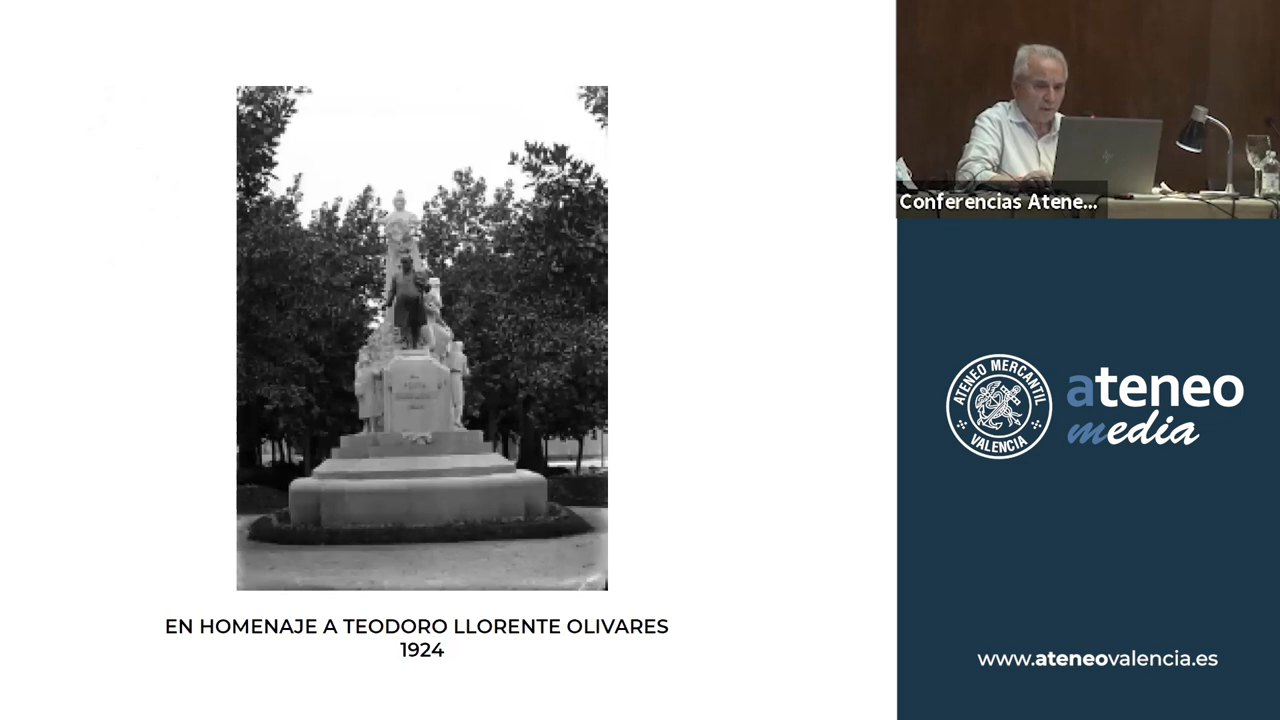 EN HOMENAJE A TEODORO LLORENTE OLIVARES
1924
Conferencias Atene...
ATENEO MERCANTIL
VALENCIA
ateneo
media
www.ateneovalencia.es